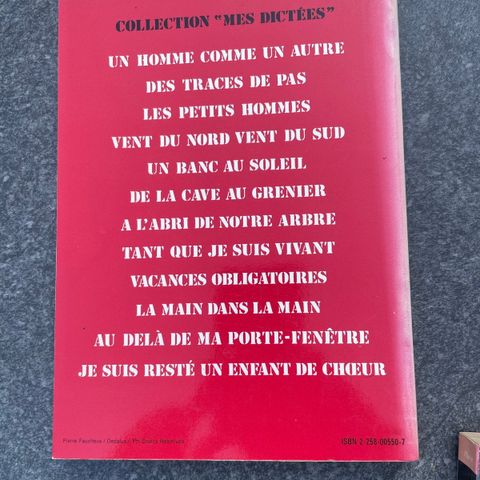 COLLECTION "MES DICTÉES"
UN HOMME COMME UN AUTRE
DES TRACES DE PAS
LES PETITS HOMMES
VENT DU NORD VENT DU SUD
UN BANC AU SOLEIL
DE LA CAVE AU GRENIER
A L'ABRI DE NOTRE ARBRE
TANT QUE JE SUIS VIVANT
VACANCES OBLIGATOIRES
LA MAIN DANS LA MAIN
AU DELÀ DE MA PORTE-FENÊTRE
JE SUIS RESTÉ UN ENFANT DE CHŒUR
Pierre Faucheux / Dedalus /
ISBN 2-258-00550-7